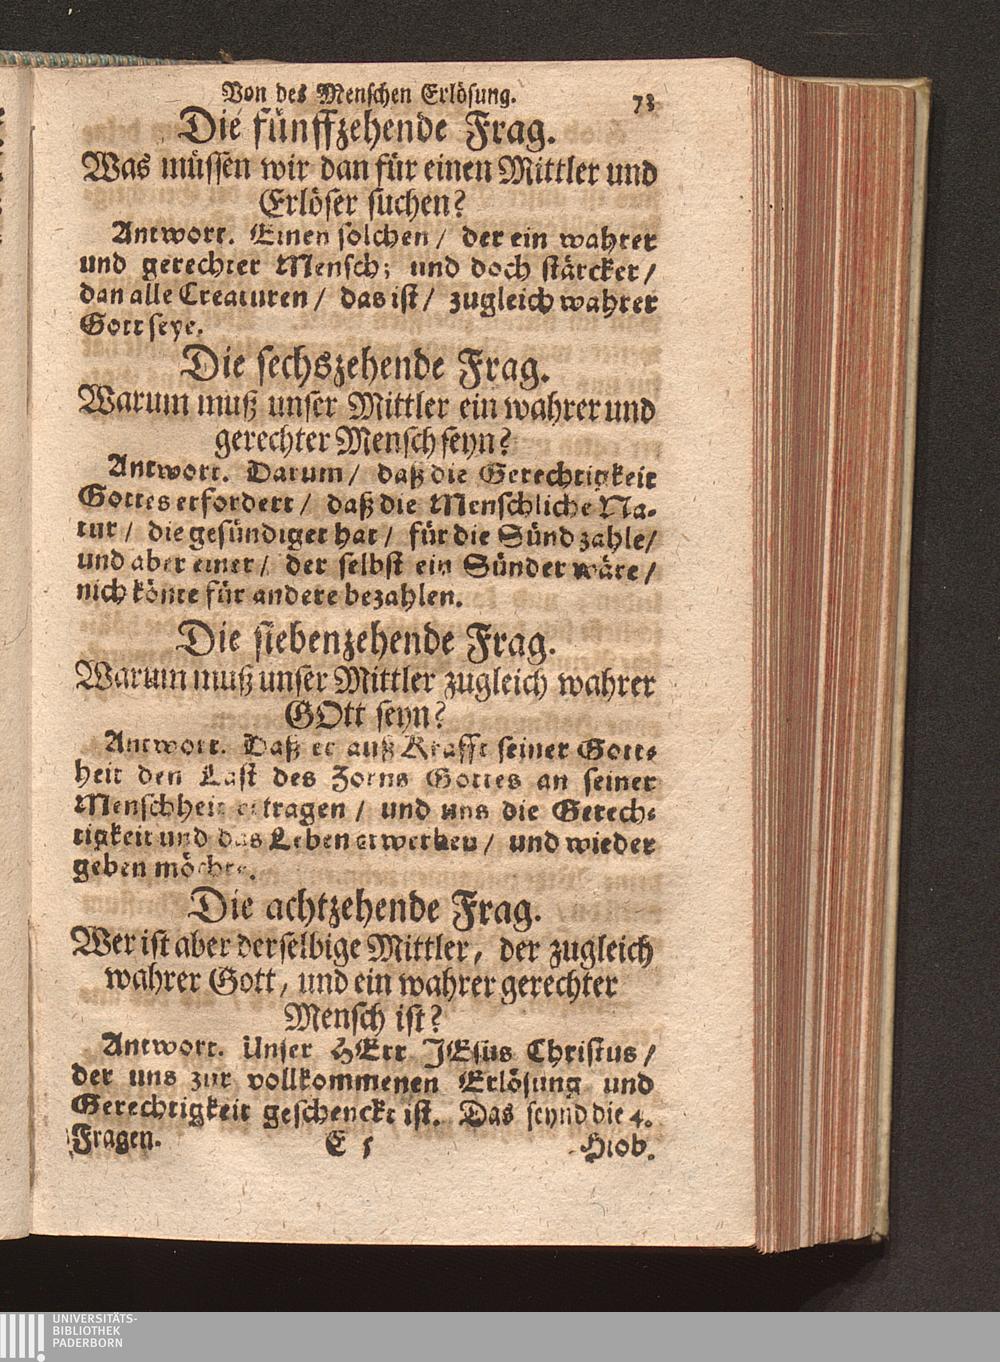 Von des Menschen Erlösung. 73
Die fünffzehende Frag.
Was müssen wir dan für einen Mittler und
Erlöser suchen?
Antwort. Einen solchen / der ein wahrer
und gerechter Mensch; und doch stärcker /
dan alle Creaturen / das ist / zugleich wahrer
Gott seye.
Die sechszehende Frag.
Warum muß unser Mittler ein wahrer und
gerechter Mensch seyn?
Antwort. Darum / daß die Gerechtigkeit
Gottes erfordert / daß die Menschliche Na-
tur / die gesündiget hat / für die Sünd zahle /
und aber einer / der selbst ein Sünder wäre /
nich könte für andere bezahlen.
Die siebenzehende Frag.
Warum muß unser Mittler zugleich wahrer
GOtt seyn?
Antwort. Daß er auß Krafft seiner Gott-
heit den Last des Zorns Gottes an seiner
Menschheit ertragen / und uns die Gerech-
tigkeit und das Leben erwerben / und wieder
geben möchte.
Die achtzehende Frag.
Wer ist aber derselbige Mittler, der zugleich
wahrer Gott, und ein wahrer gerechter
Mensch ist?
Antwort. Unser HErr JEsus Christus /
der uns zur vollkommenen Erlösung und
Gerechtigkeit geschenckt ist. Das seynd die 4.
Fragen. E 5 Hiob.
UNIVERSITÄTS-
BIBLIOTHEK
PADERBORN